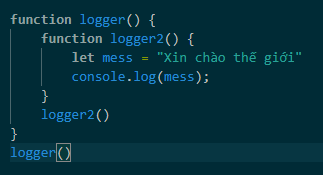 function logger() {
    function logger2() {
        let mess = "Xin chào thế giới"
        console.log(mess);
    }
    logger2()
}
logger()